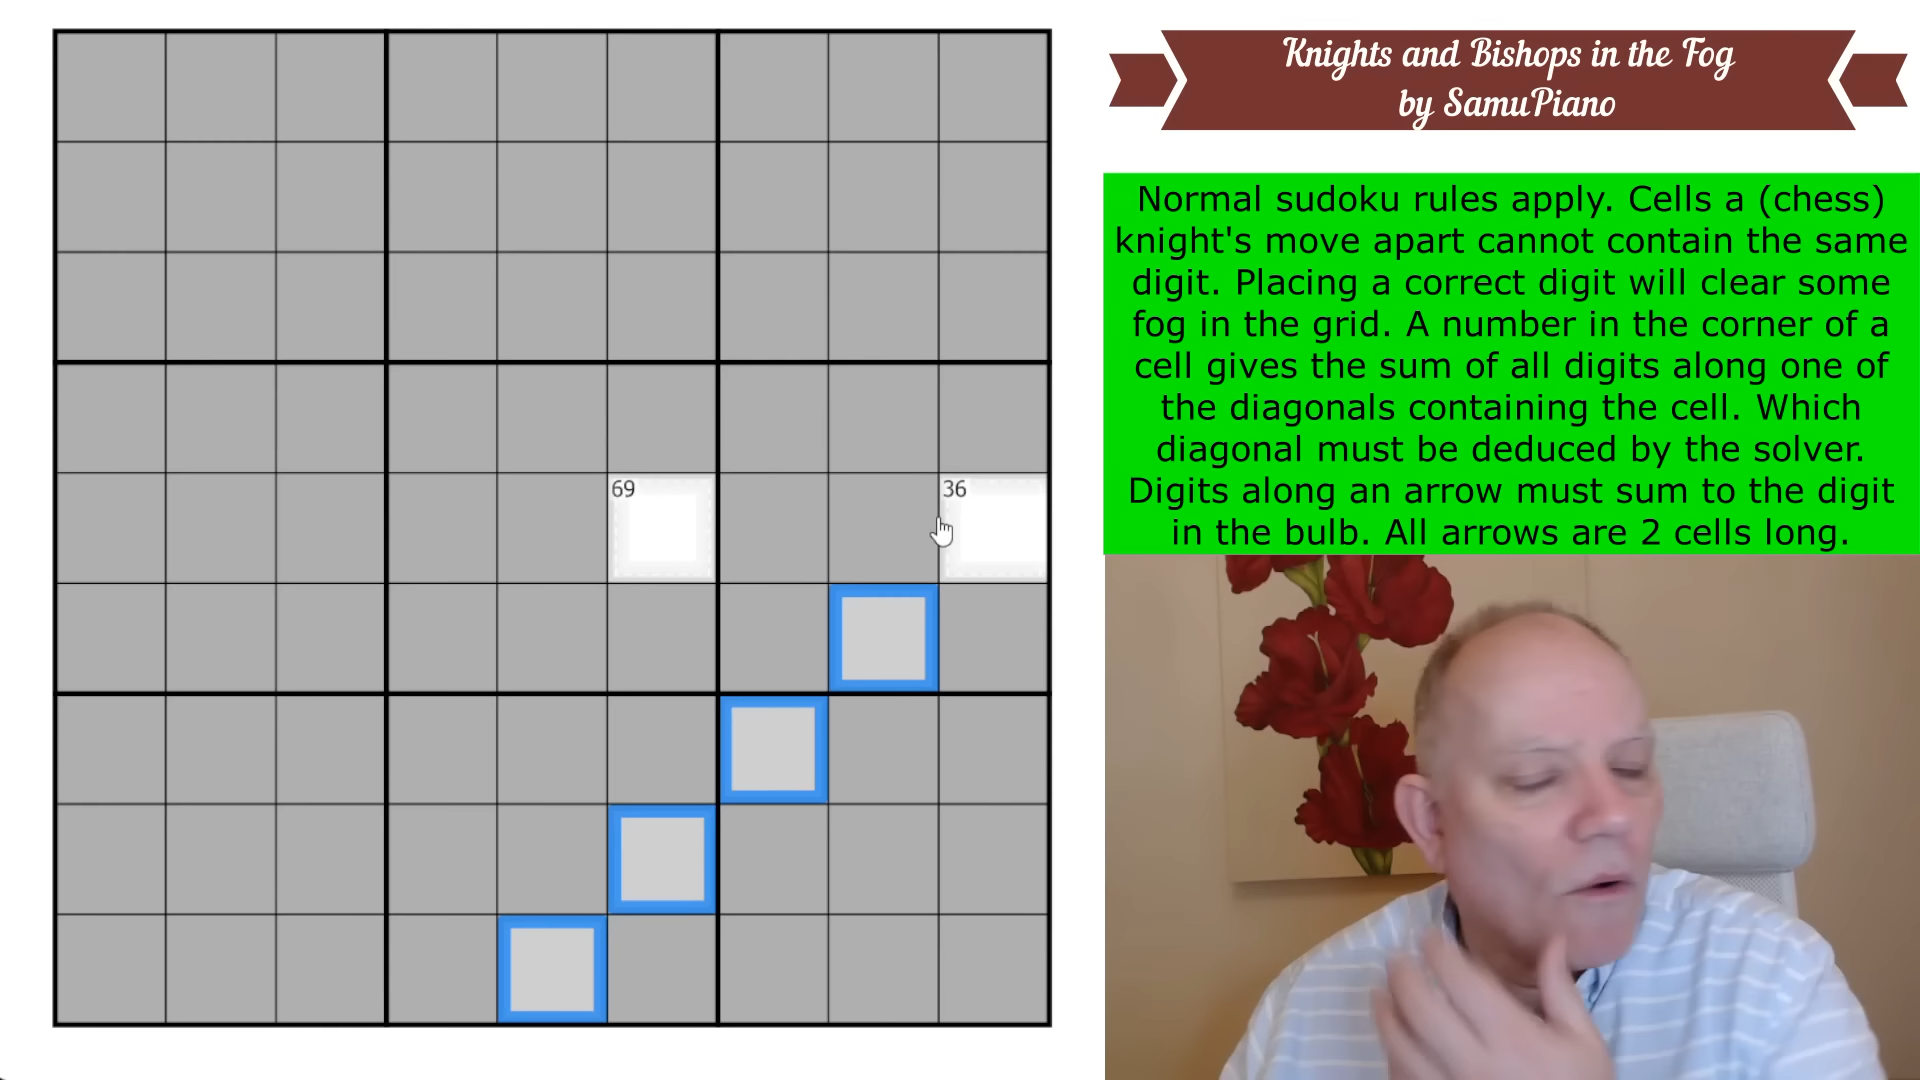 Knights and Bishops in the Fog
by SamuPiano
Normal sudoku rules apply. Cells a (chess)
knight's move apart cannot contain the same
digit. Placing a correct digit will clear some
fog in the grid. A number in the corner of a
cell gives the sum of all digits along one of
the diagonals containing the cell. Which
diagonal must be deduced by the solver.
Digits along an arrow must sum to the digit
in the bulb. All arrows are 2 cells long.
69
36